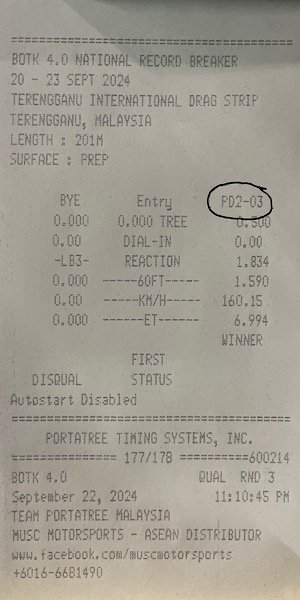 ==============================
BOTK 4.0 NATIONAL RECORD BREAKER
20 - 23 SEPT 2024
TERENGGANU INTERNATIONAL DRAG STRIP
TERENGGANU, MALAYSIA
LENGTH : 201M
SURFACE : PREP
BYE Entry PD2-03
0.000 0.000 TREE 0.500
0.00 DIAL-IN 0.00
-LB3- REACTION 1.834
0.000 -----60FT----- 1.590
0.00 ------KM/H----- 160.15
0.000 ------ET------ 6.994
WINNER
FIRST
DISQUAL STATUS
Autostart Disabled
==============================
PORTATREE TIMING SYSTEMS, INC.
============== 177/178 ==========600214
BOTK 4.0 QUAL RND 3
September 22, 2024 11:10:45 PM
TEAM PORTATREE MALAYSIA
MUSC MOTORSPORTS - ASEAN DISTRIBUTOR
www.facebook.com/muscmotorsports
+6016-6681490